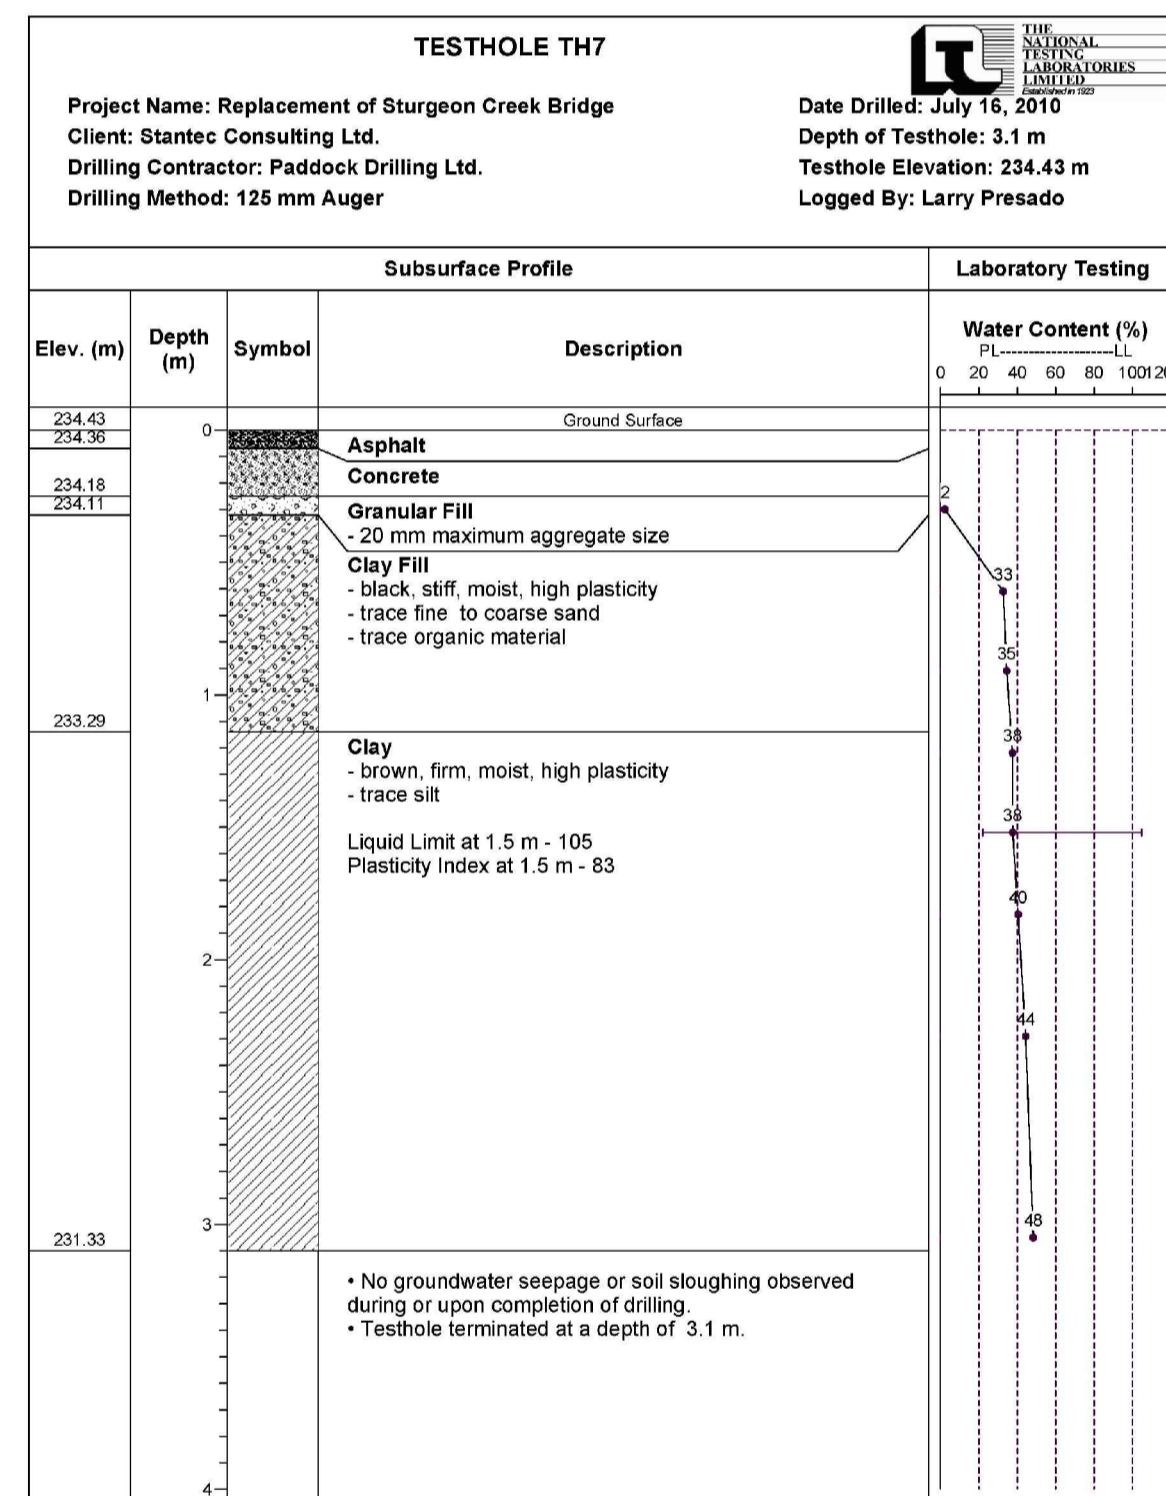 TESTHOLE TH7
THE
NATIONAL
TESTING
LABORATORIES
LIMITED
Established in 1923
Project Name: Replacement of Sturgeon Creek Bridge
Client: Stantec Consulting Ltd.
Drilling Contractor: Paddock Drilling Ltd.
Drilling Method: 125 mm Auger
Date Drilled: July 16, 2010
Depth of Testhole: 3.1 m
Testhole Elevation: 234.43 m
Logged By: Larry Presado
Subsurface Profile
Laboratory Testing
Elev. (m)
Depth
(m)
Symbol
Description
Water Content (%)
PL--------------------LL
0 20 40 60 80 100 120
234.43
Ground Surface
234.36
0
Asphalt
Concrete
234.18
234.11
2
Granular Fill
- 20 mm maximum aggregate size
Clay Fill
- black, stiff, moist, high plasticity
- trace fine to coarse sand
- trace organic material
33
35
1
233.29
38
Clay
- brown, firm, moist, high plasticity
- trace silt
38
Liquid Limit at 1.5 m - 105
Plasticity Index at 1.5 m - 83
40
2
44
3
48
231.33
• No groundwater seepage or soil sloughing observed
during or upon completion of drilling.
• Testhole terminated at a depth of 3.1 m.
4